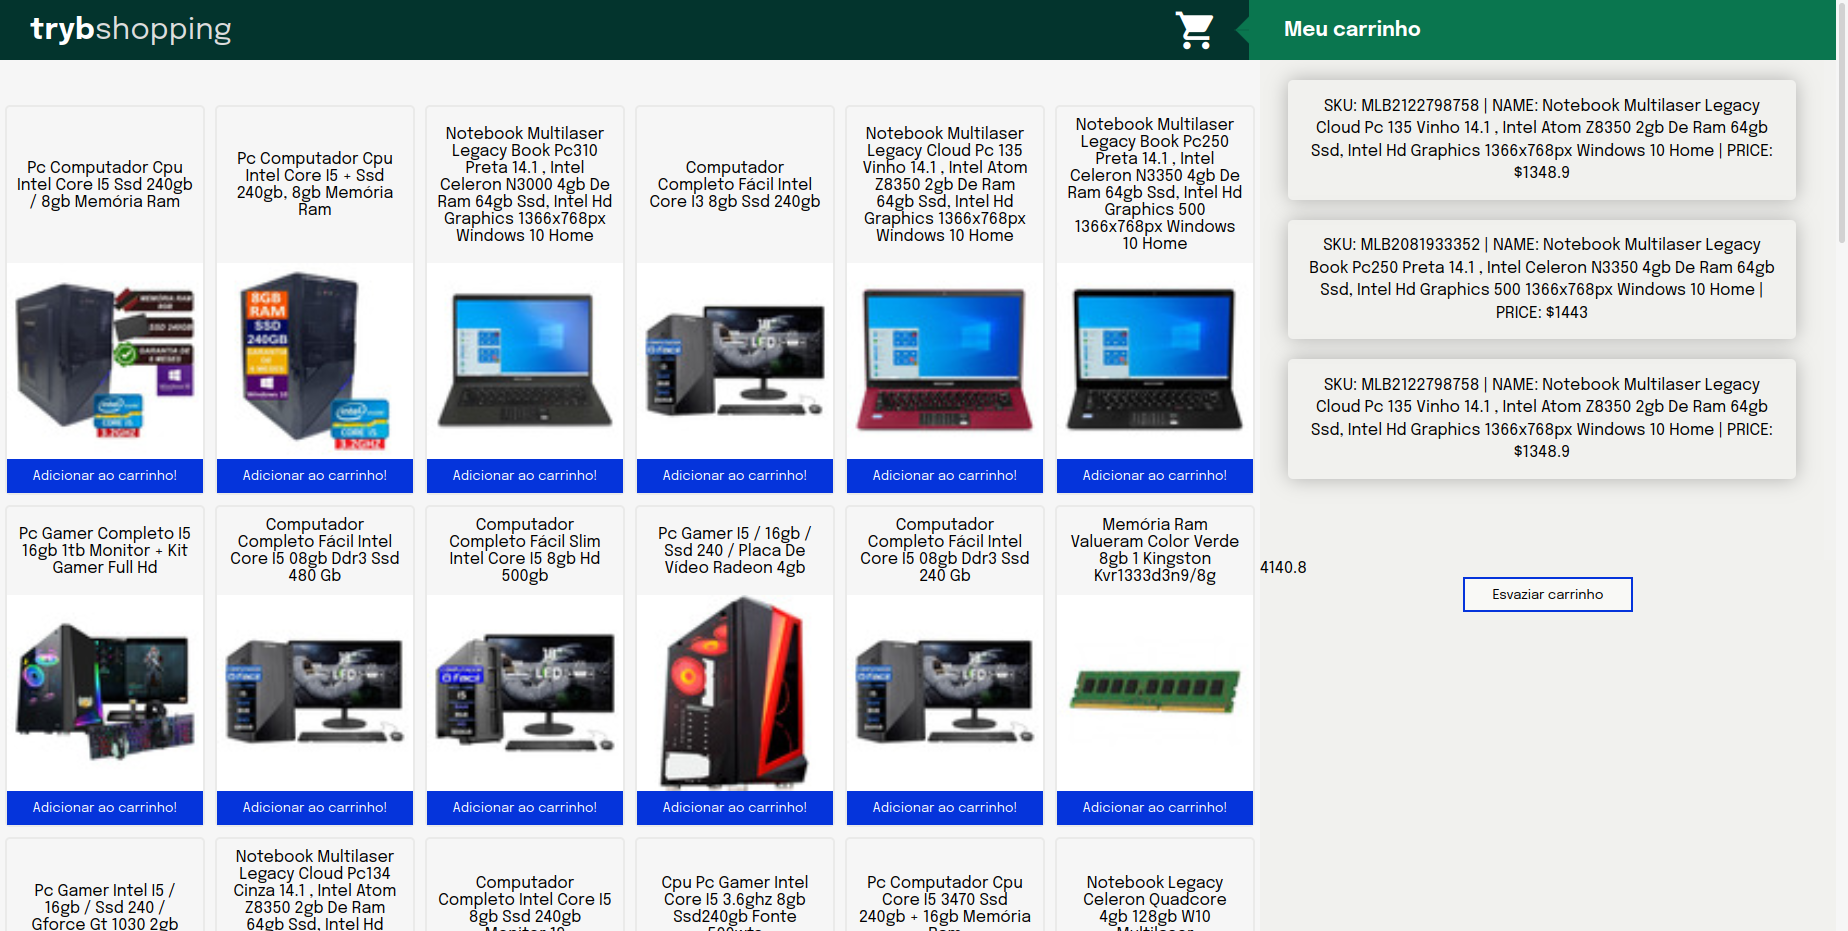 trybshopping
Meu carrinho
Pc Computador Cpu
Intel Core I5 Ssd 240gb
/ 8gb Memória Ram
Adicionar ao carrinho!
Pc Computador Cpu
Intel Core I5 + Ssd
240gb, 8gb Memória
Ram
8GB
RAM
SSD
240GB
Adicionar ao carrinho!
Notebook Multilaser
Legacy Book Pc310
Preta 14.1 , Intel
Celeron N3000 4gb De
Ram 64gb Ssd, Intel Hd
Graphics 1366x768px
Windows 10 Home
Adicionar ao carrinho!
Computador
Completo Fácil Intel
Core I3 8gb Ssd 240gb
Adicionar ao carrinho!
Notebook Multilaser
Legacy Cloud Pc 135
Vinho 14.1 , Intel Atom
Z8350 2gb De Ram
64gb Ssd, Intel Hd
Graphics 1366x768px
Windows 10 Home
Adicionar ao carrinho!
Notebook Multilaser
Legacy Book Pc250
Preta 14.1 , Intel
Celeron N3350 4gb De
Ram 64gb Ssd, Intel Hd
Graphics 500
1366x768px Windows
10 Home
Adicionar ao carrinho!
Pc Gamer Completo I5
16gb 1tb Monitor + Kit
Gamer Full Hd
Adicionar ao carrinho!
Computador
Completo Fácil Intel
Core I5 08gb Ddr3 Ssd
480 Gb
Adicionar ao carrinho!
Computador
Completo Fácil Slim
Intel Core I5 8gb Hd
500gb
Adicionar ao carrinho!
Pc Gamer I5 / 16gb /
Ssd 240 / Placa De
Vídeo Radeon 4gb
Adicionar ao carrinho!
Computador
Completo Fácil Intel
Core I5 08gb Ddr3 Ssd
240 Gb
Adicionar ao carrinho!
Memória Ram
Valueram Color Verde
8gb 1 Kingston
Kvr1333d3n9/8g
Adicionar ao carrinho!
Pc Gamer Intel I5 /
16gb / Ssd 240 /
Gforce Gt 1030 2gb
Notebook Multilaser
Legacy Cloud Pc134
Cinza 14.1 , Intel Atom
Z8350 2gb De Ram
64gb Ssd, Intel Hd
Computador
Completo Intel Core I5
8gb Ssd 240gb
Monitor 19
Cpu Pc Gamer Intel
Core I5 3.6ghz 8gb
Ssd240gb Fonte
500wts
Pc Computador Cpu
Core I5 3470 Ssd
240gb + 16gb Memória
Ram
Notebook Legacy
Celeron Quadcore
4gb 128gb W10
Multilaser
SKU: MLB2122798758 | NAME: Notebook Multilaser Legacy
Cloud Pc 135 Vinho 14.1 , Intel Atom Z8350 2gb De Ram 64gb
Ssd, Intel Hd Graphics 1366x768px Windows 10 Home | PRICE:
$1348.9
SKU: MLB2081933352 | NAME: Notebook Multilaser Legacy
Book Pc250 Preta 14.1 , Intel Celeron N3350 4gb De Ram 64gb
Ssd, Intel Hd Graphics 500 1366x768px Windows 10 Home |
PRICE: $1443
SKU: MLB2122798758 | NAME: Notebook Multilaser Legacy
Cloud Pc 135 Vinho 14.1 , Intel Atom Z8350 2gb De Ram 64gb
Ssd, Intel Hd Graphics 1366x768px Windows 10 Home | PRICE:
$1348.9
4140.8
Esvaziar carrinho